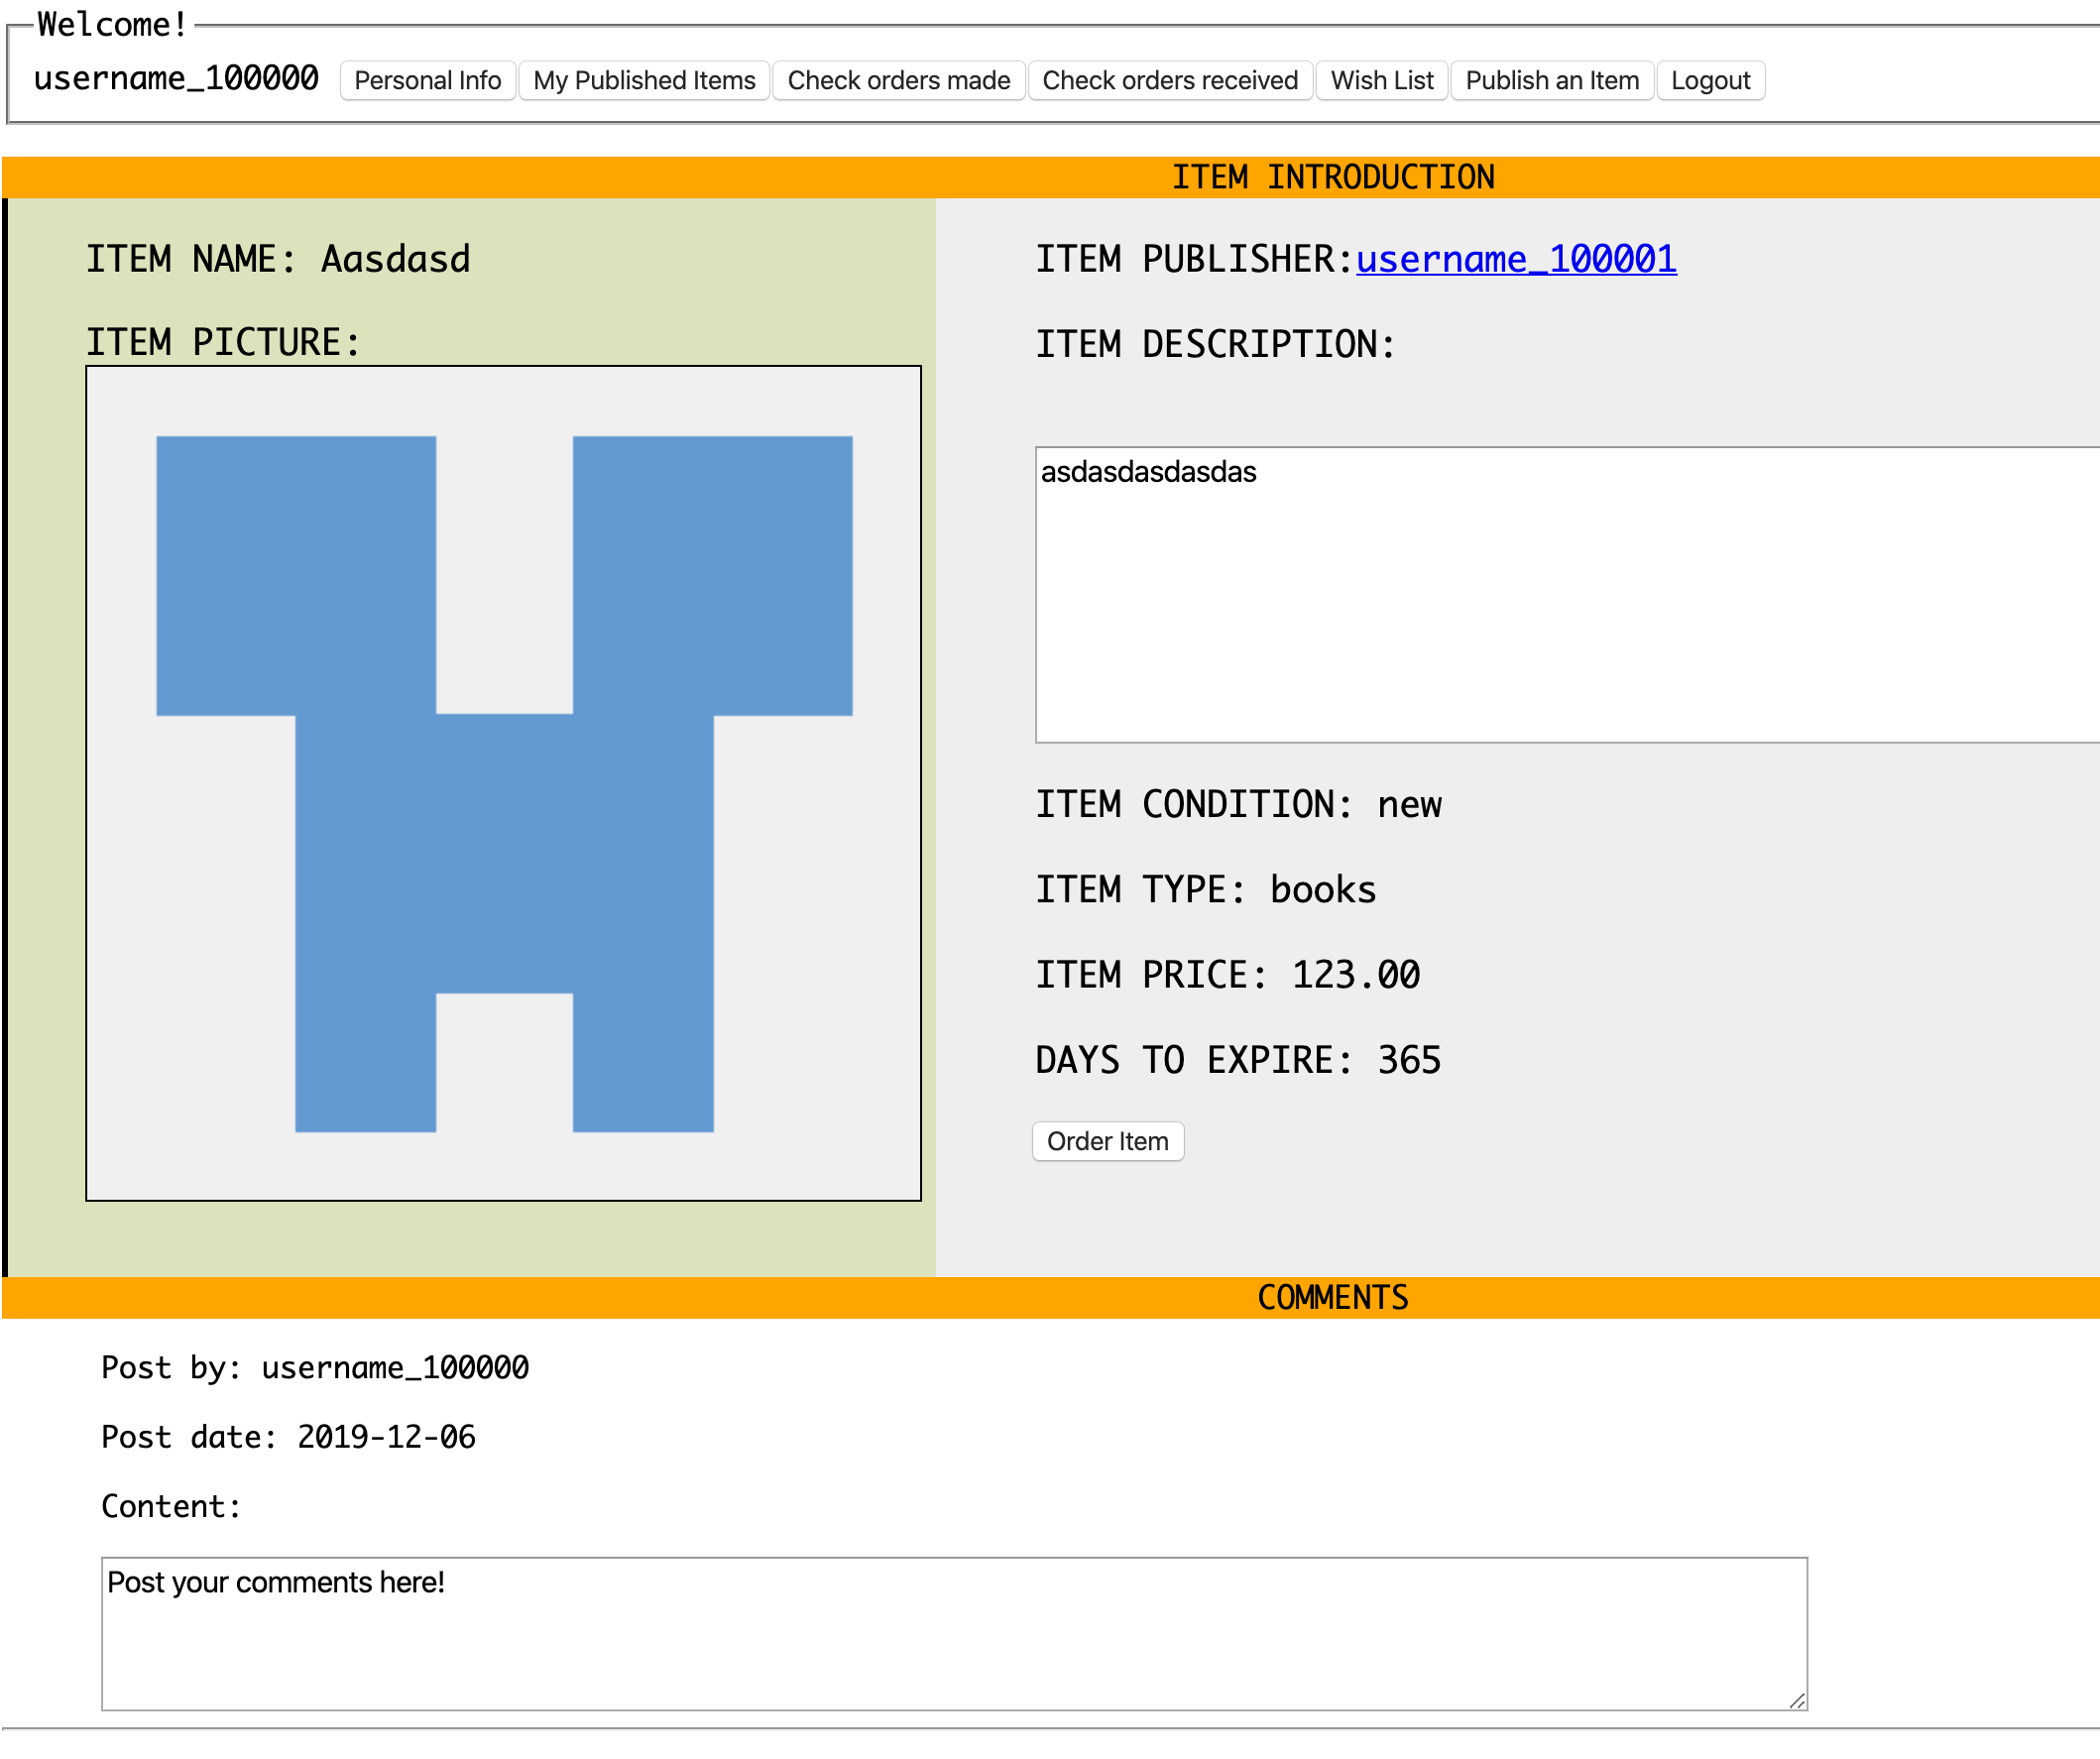 Welcome!
username_100000 Personal Info My Published Items Check orders made Check orders received Wish List Publish an Item Logout
ITEM INTRODUCTION
ITEM NAME: Aasdasd
ITEM PICTURE:
ITEM PUBLISHER:username_100001
ITEM DESCRIPTION:
asdasdasdasdas
ITEM CONDITION: new
ITEM TYPE: books
ITEM PRICE: 123.00
DAYS TO EXPIRE: 365
Order Item
COMMENTS
Post by: username_100000
Post date: 2019-12-06
Content:
Post your comments here!